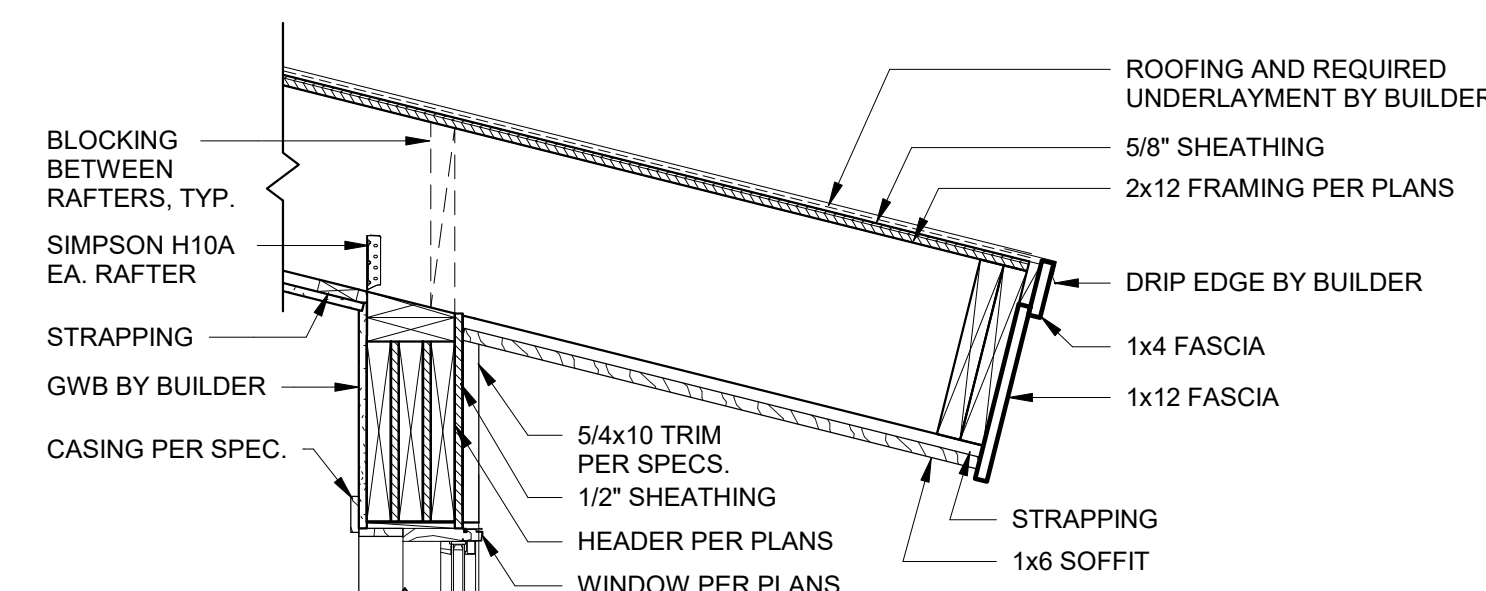 BLOCKING
BETWEEN
RAFTERS, TYP.
SIMPSON H10A
EA. RAFTER
STRAPPING
GWB BY BUILDER
CASING PER SPEC.
5/4x10 TRIM
PER SPECS.
1/2" SHEATHING
HEADER PER PLANS
WINDOW PER PLANS
ROOFING AND REQUIRED
UNDERLAYMENT BY BUILDER
5/8" SHEATHING
2x12 FRAMING PER PLANS
DRIP EDGE BY BUILDER
1x4 FASCIA
1x12 FASCIA
STRAPPING
1x6 SOFFIT